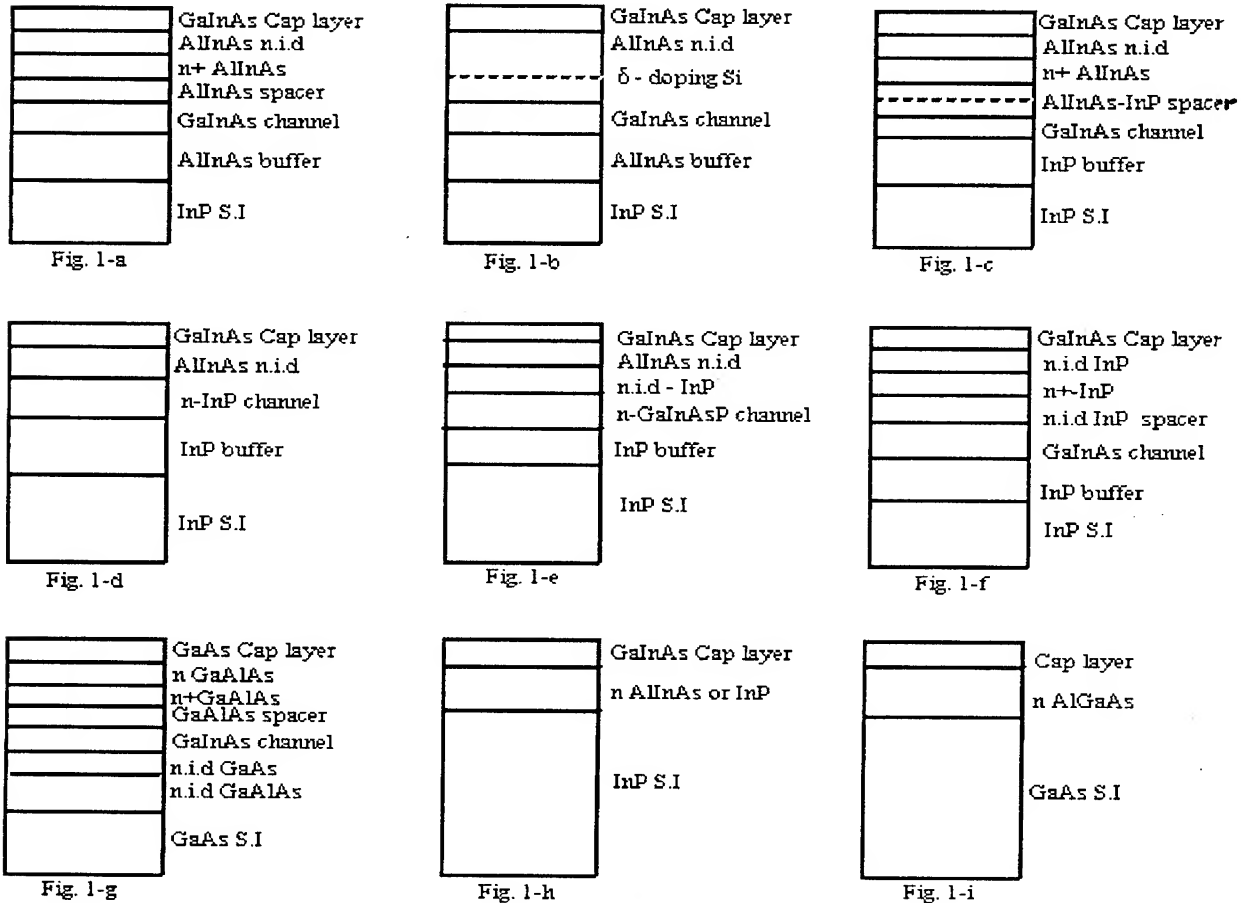 GaInAs Cap layer
AlInAs n.i.d
n+ AlInAs
AlInAs spacer
GaInAs channel
AlInAs buffer
InP S.I
Fig. 1-a
GaInAs Cap layer
AlInAs n.i.d
δ - doping Si
GaInAs channel
AlInAs buffer
InP S.I
Fig. 1-b
GaInAs Cap layer
AlInAs n.i.d
n+ AlInAs
AlInAs-InP spacer
GaInAs channel
InP buffer
InP S.I
Fig. 1-c
GaInAs Cap layer
AlInAs n.i.d
n-InP channel
InP buffer
InP S.I
Fig. 1-d
GaInAs Cap layer
AlInAs n.i.d
n.i.d - InP
n-GaInAsP channel
InP buffer
InP S.I
Fig. 1-e
GaInAs Cap layer
n.i.d InP
n+-InP
n.i.d InP spacer
GaInAs channel
InP buffer
InP S.I
Fig. 1-f
GaAs Cap layer
n GaAlAs
n+GaAlAs
GaAlAs spacer
GaInAs channel
n.i.d GaAs
n.i.d GaAlAs
GaAs S.I
Fig. 1-g
GaInAs Cap layer
n AlInAs or InP
InP S.I
Fig. 1-h
Cap layer
n AlGaAs
GaAs S.I
Fig. 1-i